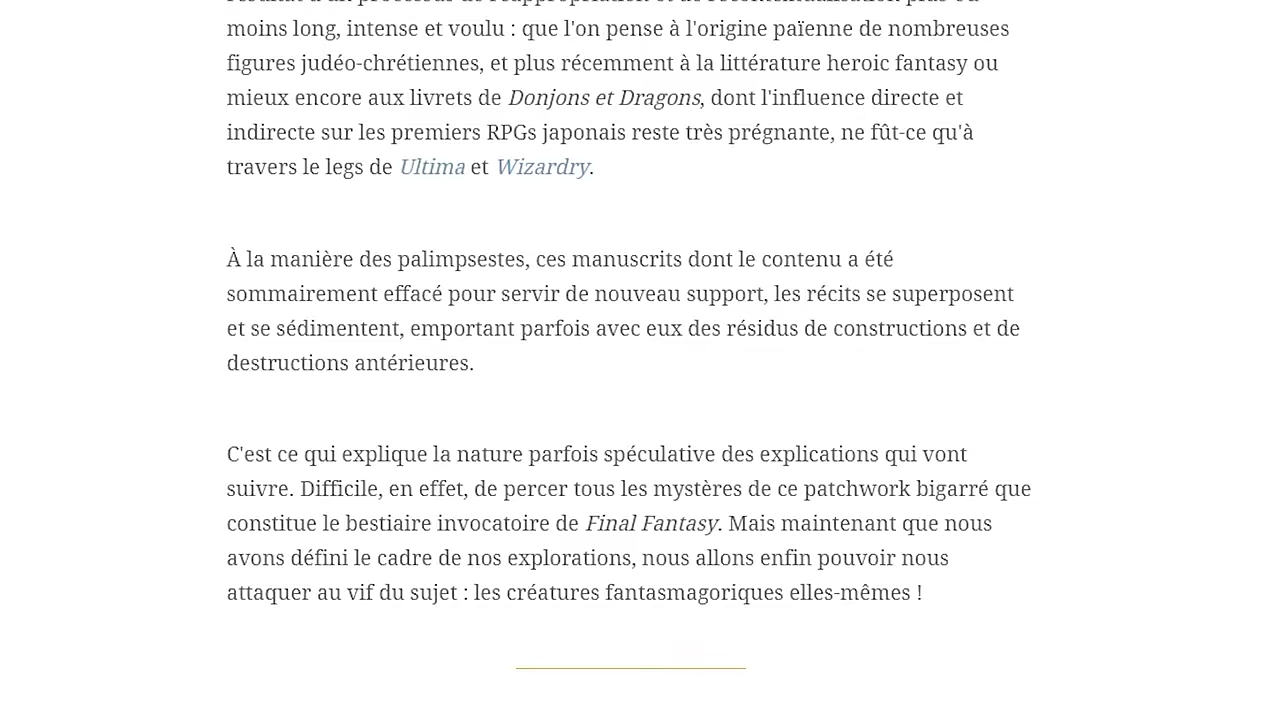 moins long, intense et voulu : que l'on pense à l'origine païenne de nombreuses
figures judéo-chrétiennes, et plus récemment à la littérature heroic fantasy ou
mieux encore aux livrets de Donjons et Dragons, dont l'influence directe et
indirecte sur les premiers RPGs japonais reste très prégnante, ne fût-ce qu'à
travers le legs de Ultima et Wizardry.
À la manière des palimpsestes, ces manuscrits dont le contenu a été
sommairement effacé pour servir de nouveau support, les récits se superposent
et se sédimentent, emportant parfois avec eux des résidus de constructions et de
destructions antérieures.
C'est ce qui explique la nature parfois spéculative des explications qui vont
suivre. Difficile, en effet, de percer tous les mystères de ce patchwork bigarré que
constitue le bestiaire invocatoire de Final Fantasy. Mais maintenant que nous
avons défini le cadre de nos explorations, nous allons enfin pouvoir nous
attaquer au vif du sujet : les créatures fantasmagoriques elles-mêmes !